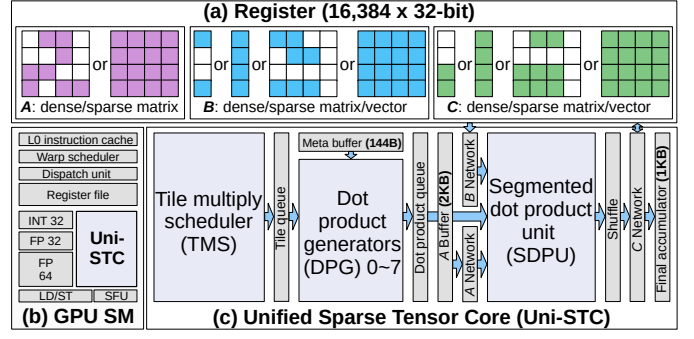 (a) Register (16,384 x 32-bit)
or
A: dense/sparse matrix
or or or
B: dense/sparse matrix/vector
or or or
C: dense/sparse matrix/vector
L0 instruction cache
Warp scheduler
Dispatch unit
Register file
INT 32
FP 32
FP
64
Uni-
STC
LD/ST
SFU
(b) GPU SM
Tile multiply
scheduler
(TMS)
Tile queue
Meta buffer (144B)
Dot
product
generators
(DPG) 0~7
Dot product queue
A Buffer (2KB)
B Network
A Network
Segmented
dot product
unit
(SDPU)
Shuffle
C Network
Final accumulator (1KB)
(c) Unified Sparse Tensor Core (Uni-STC)